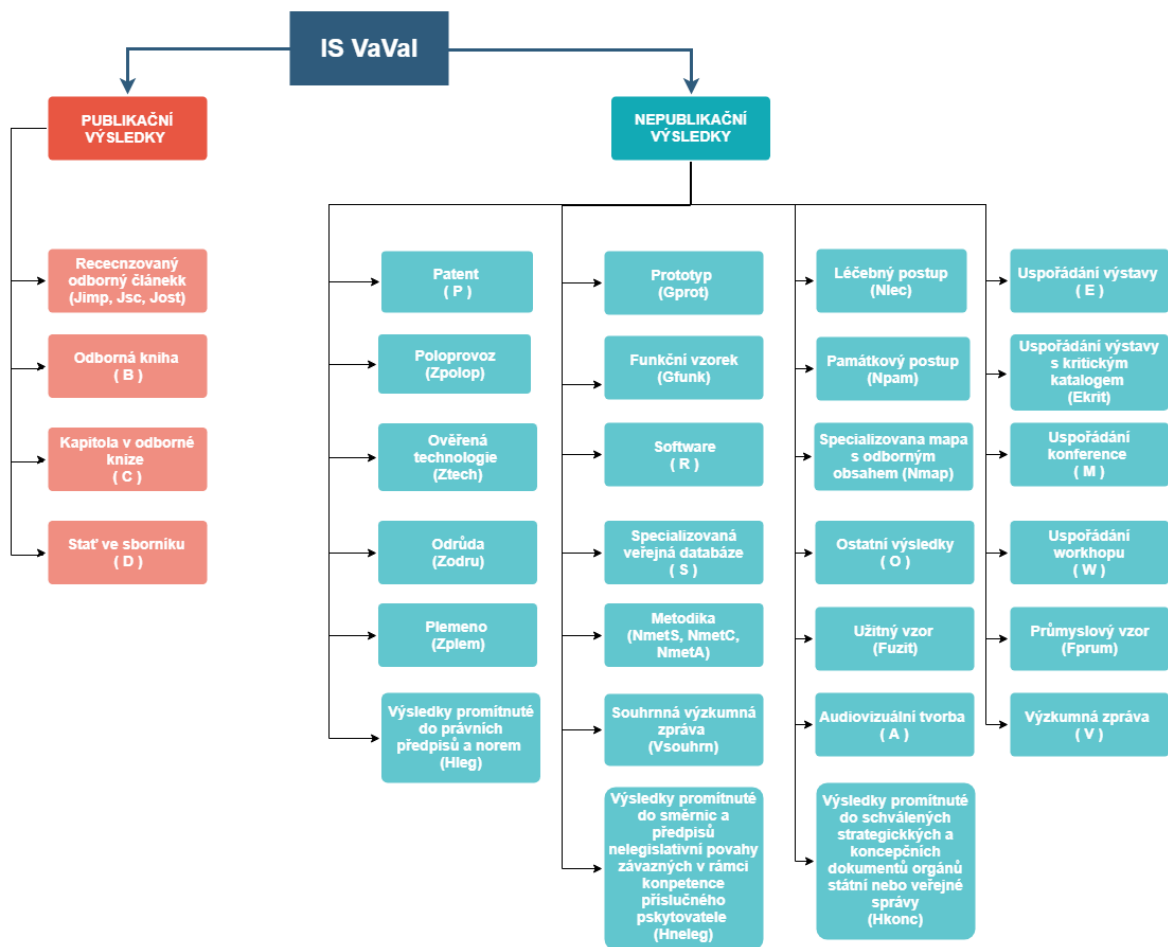 IS VaVaI
PUBLIKAČNÍ
VÝSLEDKY
NEPUBLIKAČNÍ
VÝSLEDKY
Rececnzovaný
odborný článekk
(Jimp, Jsc, Jost)
Odborná kniha
( B )
Kapitola v odborné
knize
( C )
Stať ve sborníku
( D )
Patent
( P )
Poloprovoz
(Zpolop)
Ověřená
technologie
(Ztech)
Odrůda
(Zodru)
Plemeno
(Zplem)
Výsledky promítnuté
do právních
předpisů a norem
(Hleg)
Prototyp
(Gprot)
Funkční vzorek
(Gfunk)
Software
( R )
Specializovaná
veřejná databáze
( S )
Metodika
(NmetS, NmetC,
NmetA)
Souhrnná výzkumná
zpráva
(Vsouhrn)
Výsledky promítnuté
do směrnic a
předpisů
nelegislativní povahy
závazných v rámci
konpetence
příslučného
pskytovatele
(Hneleg)
Léčebný postup
(Nlec)
Památkový postup
(Npam)
Specializovana mapa
s odborným
obsahem (Nmap)
Ostatní výsledky
( O )
Užitný vzor
(Fuzit)
Audiovizuální tvorba
( A )
Výsledky promítnuté
do schválených
strategickkých a
koncepčních
dokumentů orgánů
státní nebo veřejné
správy
(Hkonc)
Uspořádání výstavy
( E )
Uspořádání výstavy
s kritickým
katalogem
(Ekrit)
Uspořádání
konference
( M )
Uspořádání
workhopu
( W )
Průmyslový vzor
(Fprum)
Výzkumná zpráva
( V )